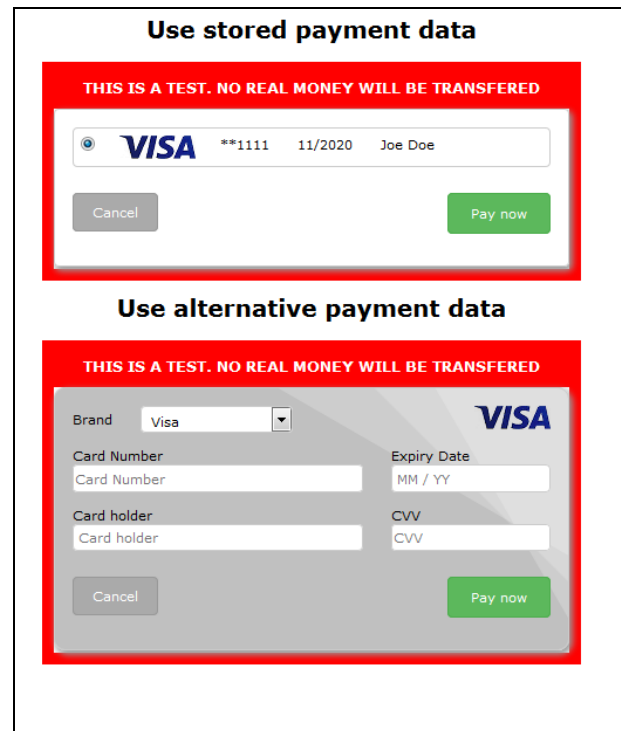 Use stored payment data
THIS IS A TEST. NO REAL MONEY WILL BE TRANSFERED
VISA **1111 11/2020 Joe Doe
Cancel Pay now
Use alternative payment data
THIS IS A TEST. NO REAL MONEY WILL BE TRANSFERED
Brand Visa VISA
Card Number Expiry Date
Card Number MM / YY
Card holder CVV
Card holder CVV
Cancel Pay now